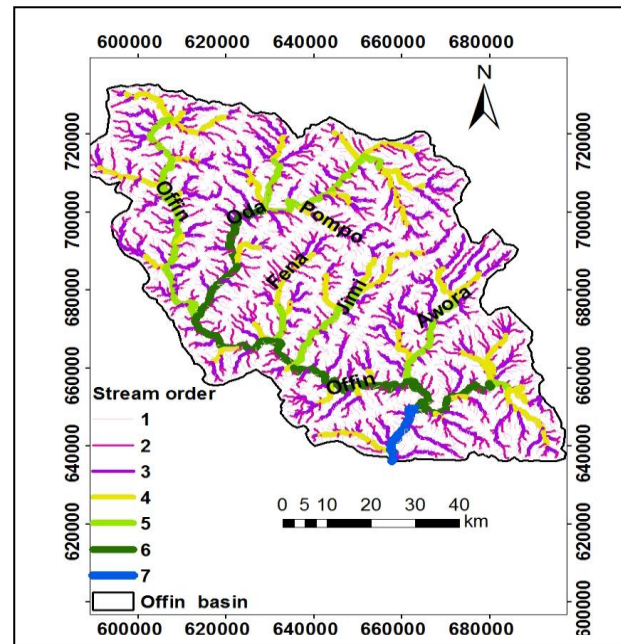 600000 620000 640000 660000 680000
N
720000 720000
Offin
Oda
Pompo
700000 700000
Fena
Jimi
Awora
680000 680000
660000 660000
Offin
Stream order
1
2
3
4
5
6
7
Offin basin
640000 640000
0 5 10 20 30 40
km
620000 620000
600000 600000
600000 620000 640000 660000 680000